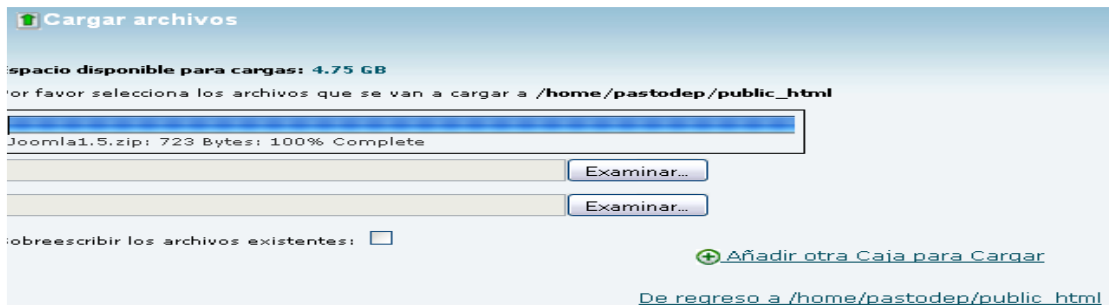 Cargar archivos
spacio disponible para cargas: 4.75 GB
or favor selecciona los archivos que se van a cargar a /home/pastodep/public_html
Joomla1.5.zip: 723 Bytes: 100% Complete
Examinar...
Examinar...
obreescribir los archivos existentes:
Añadir otra Caja para Cargar
De regreso a /home/pastodep/public_html